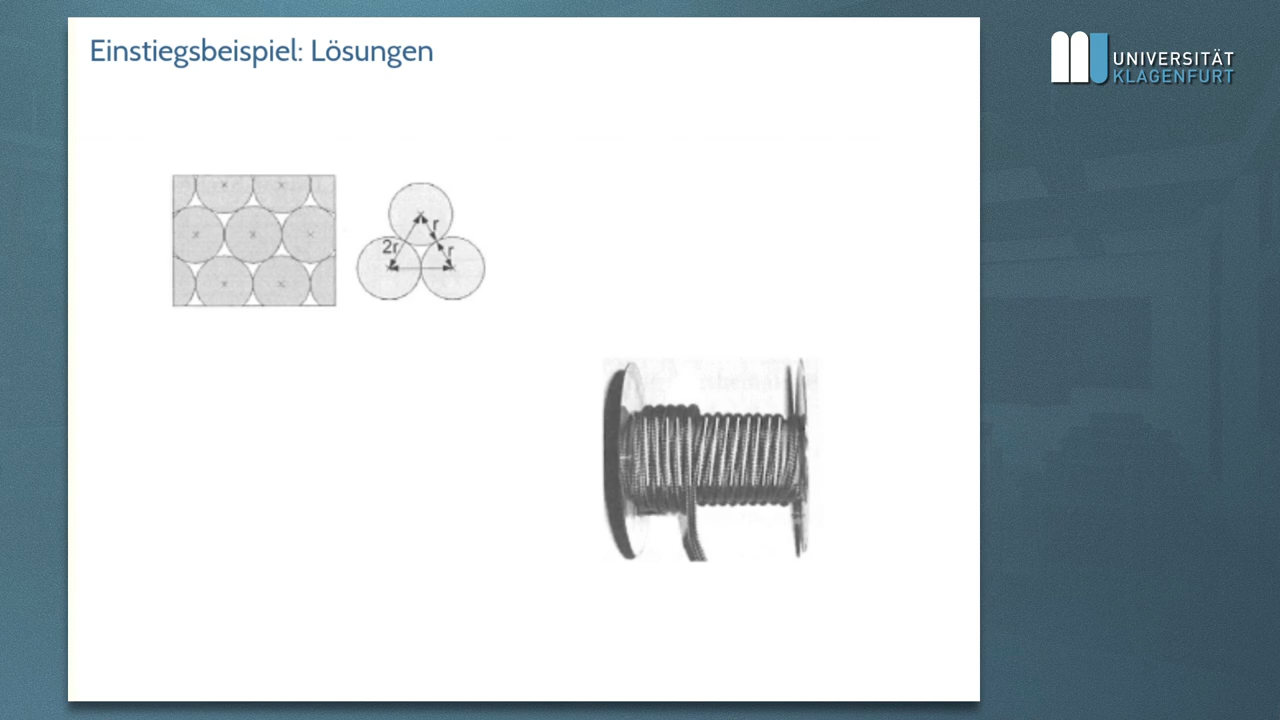 Einstiegsbeispiel: Lösungen
UNIVERSITÄT
KLAGENFURT
r
2r
r